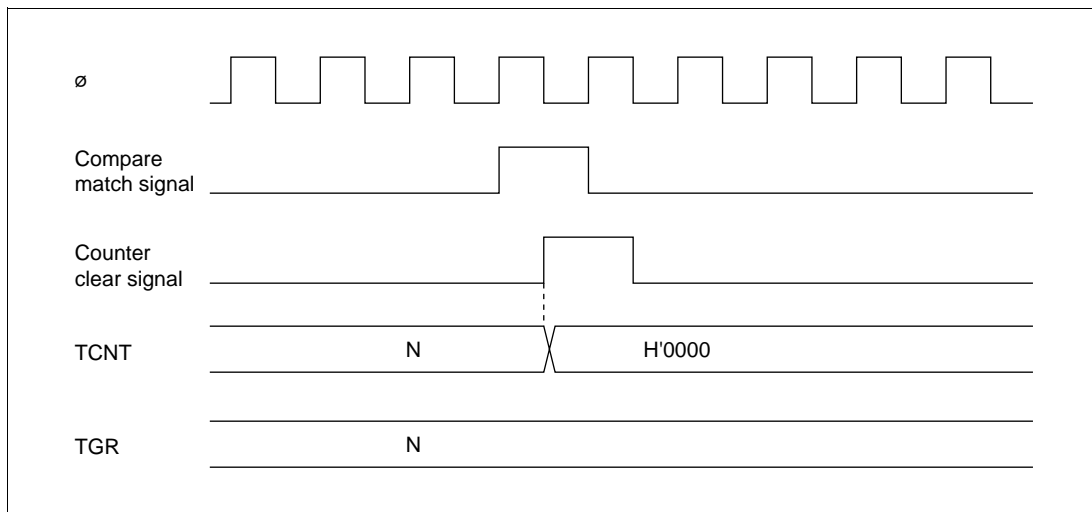 ø
Compare
match signal
Counter
clear signal
TCNT
N
H'0000
TGR
N